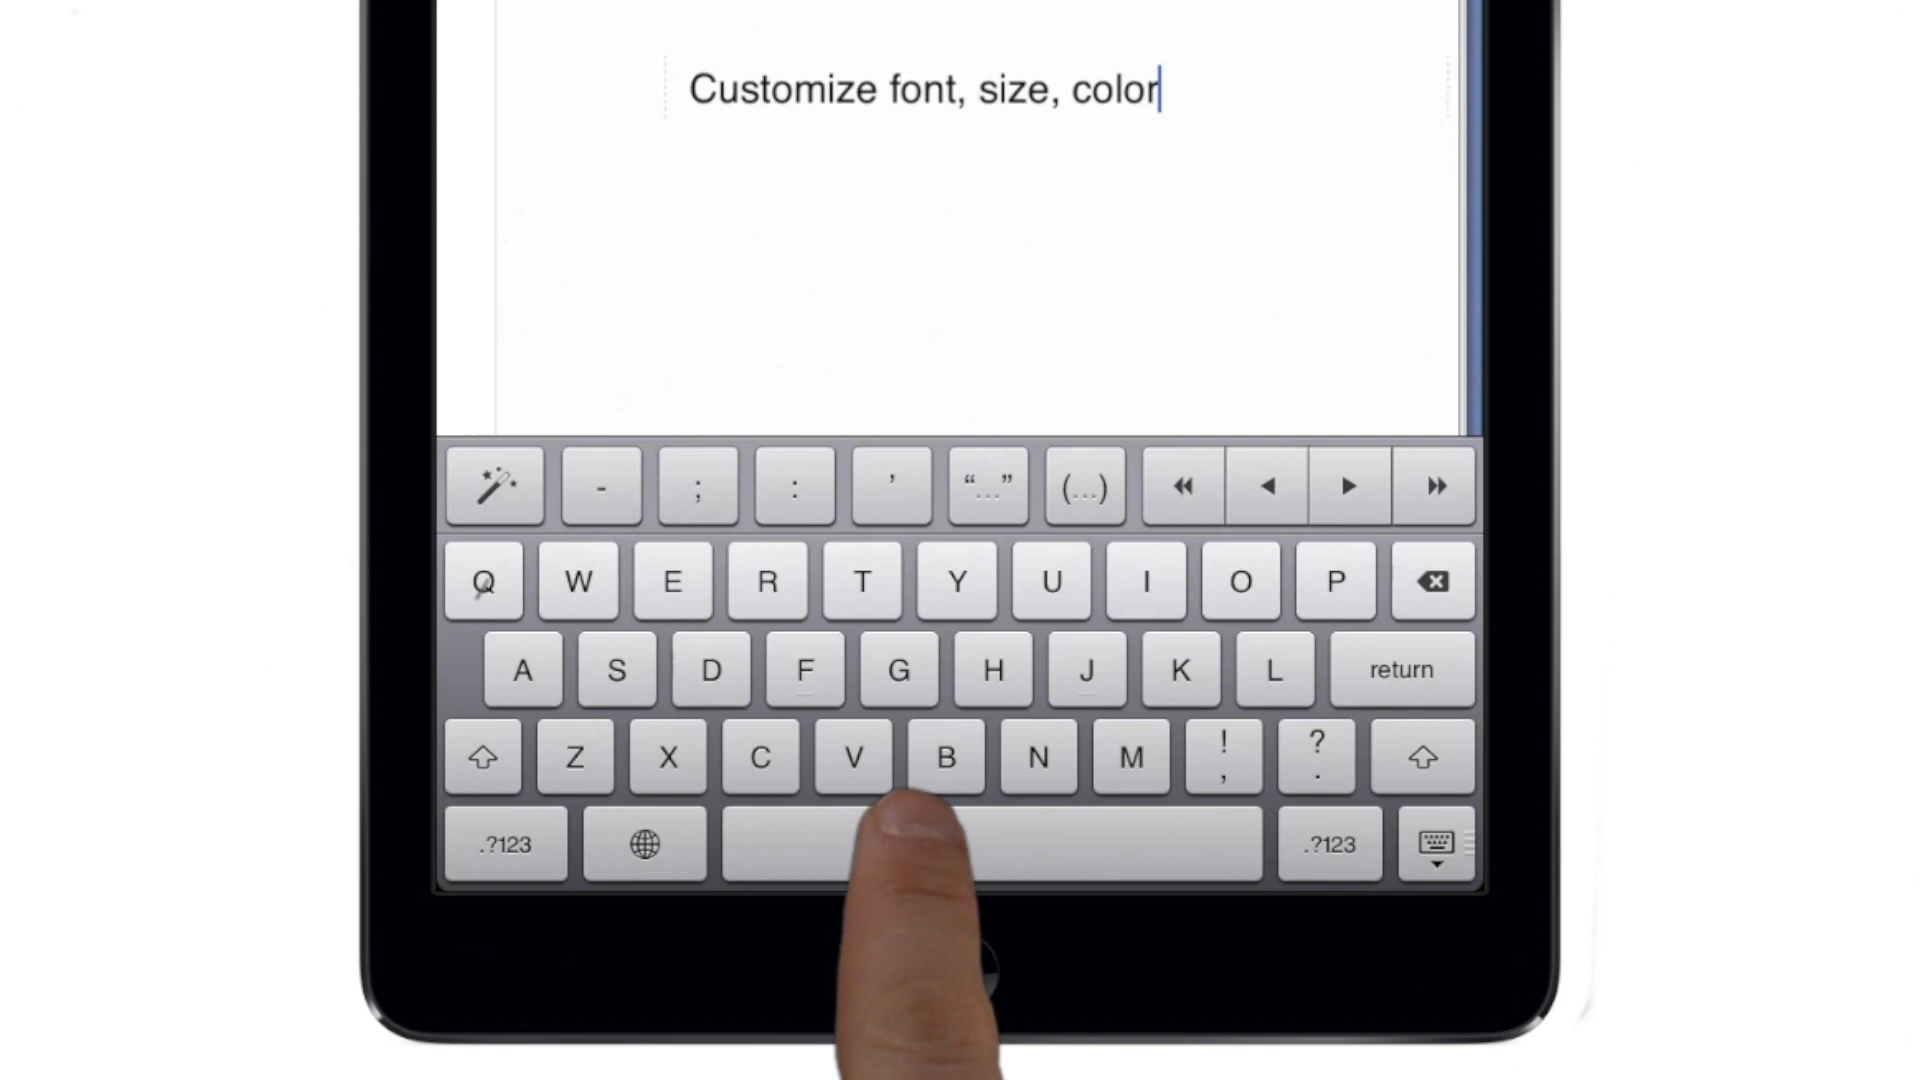 Customize font, size, color
- ; : ’ “…” (…)
Q W E R T Y U I O P
A S D F G H J K L return
Z X C V B N M ! , ? .
.?123 .?123